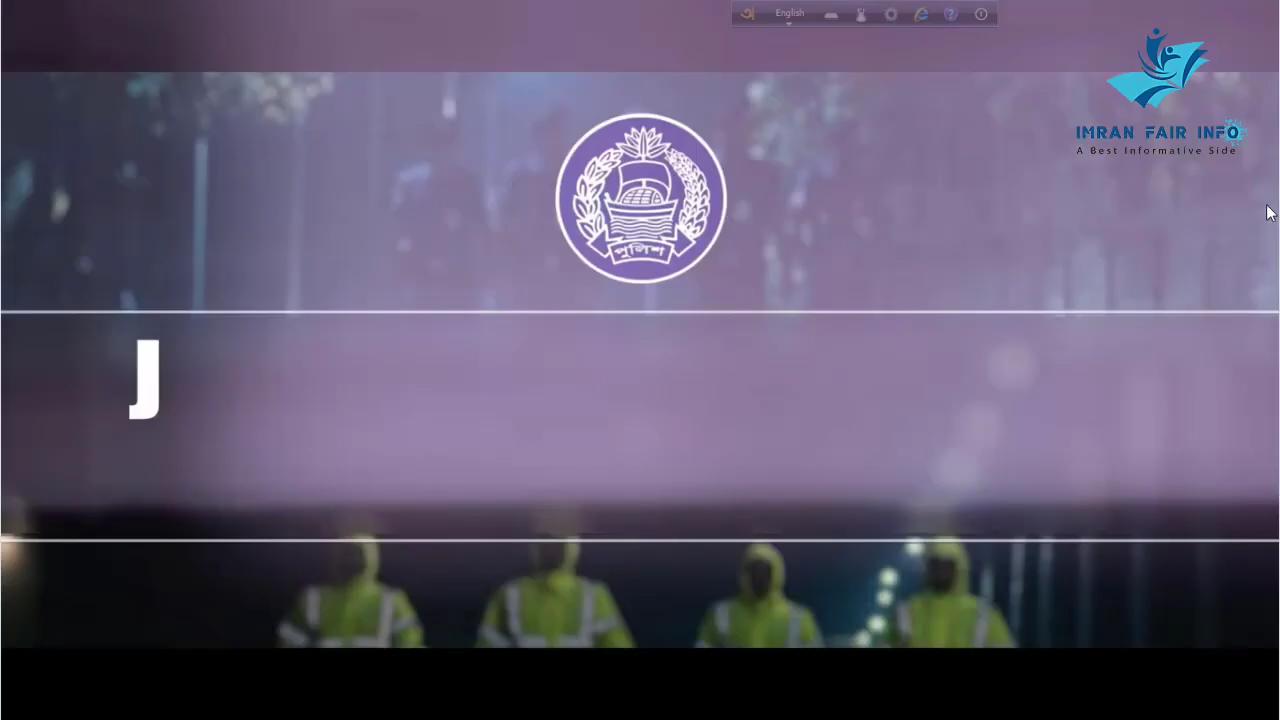 English
IMRAN FAIR INFO
A Best Informative Side
পুলিশ
J